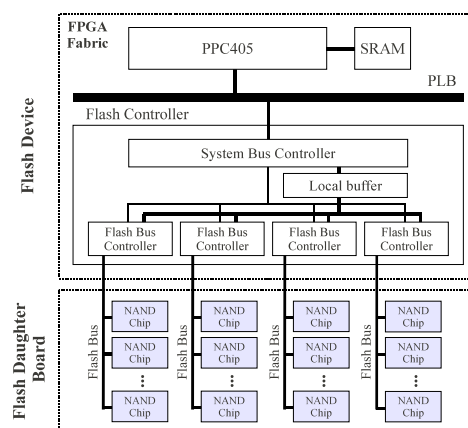 FPGA
Fabric
PPC405
SRAM
PLB
Flash Device
Flash Controller
System Bus Controller
Local buffer
Flash Bus
Controller
Flash Bus
Controller
Flash Bus
Controller
Flash Bus
Controller
Flash Daughter
Board
Flash Bus
NAND
Chip
NAND
Chip
NAND
Chip
Flash Bus
NAND
Chip
NAND
Chip
NAND
Chip
Flash Bus
NAND
Chip
NAND
Chip
NAND
Chip
Flash Bus
NAND
Chip
NAND
Chip
NAND
Chip